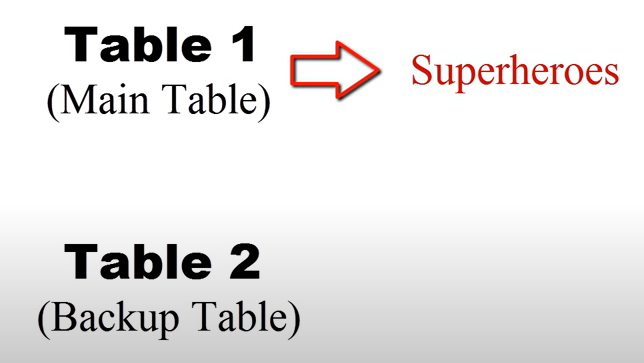 Table 1
(Main Table)
Superheroes
Table 2
(Backup Table)